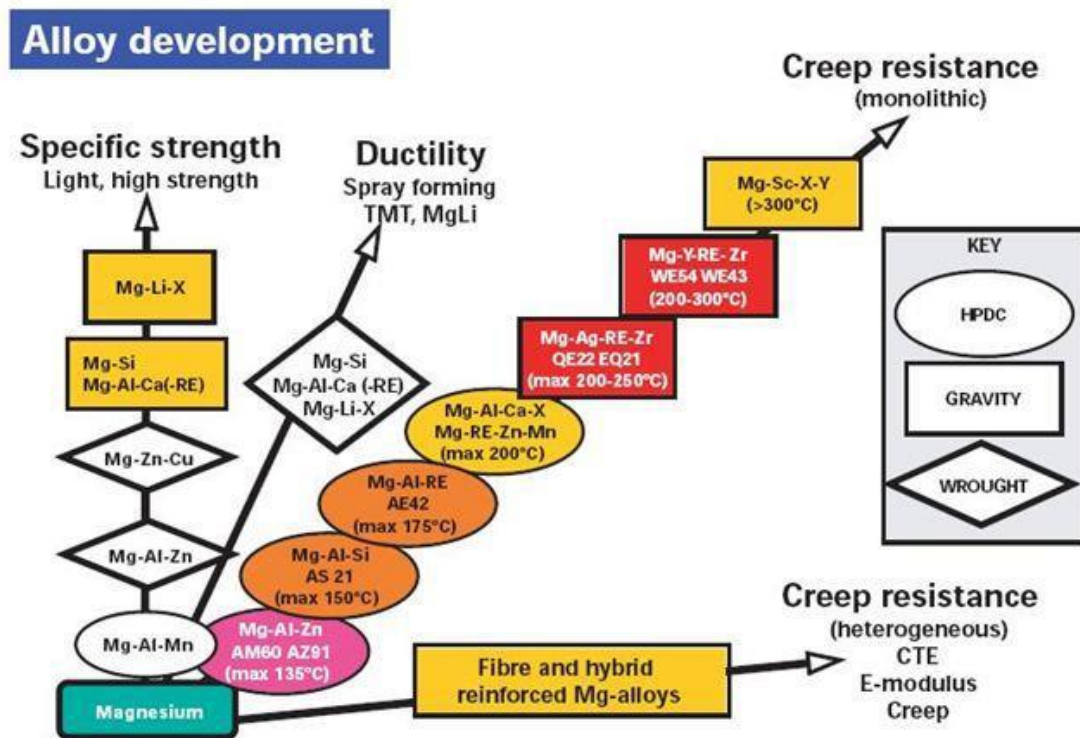 Alloy development
Creep resistance
(monolithic)
Specific strength
Light, high strength
Ductility
Spray forming
TMT, MgLi
Mg-Sc-X-Y
(>300°C)
KEY
HPDC
GRAVITY
WROUGHT
Mg-Y-RE- Zr
WE54 WE43
(200-300°C)
Mg-Li-X
Mg-Ag-RE-Zr
QE22 EQ21
(max 200-250°C)
Mg-Si
Mg-Al-Ca(-RE)
Mg-Si
Mg-Al-Ca (-RE)
Mg-Li-X
Mg-Al-Ca-X
Mg-RE-Zn-Mn
(max 200°C)
Mg-Zn-Cu
Mg-Al-RE
AE42
(max 175°C)
Mg-Al-Zn
Mg-Al-Si
AS 21
(max 150°C)
Mg-Al-Mn
Mg-Al-Zn
AM60 AZ91
(max 135°C)
Magnesium
Fibre and hybrid
reinforced Mg-alloys
Creep resistance
(heterogeneous)
CTE
E-modulus
Creep